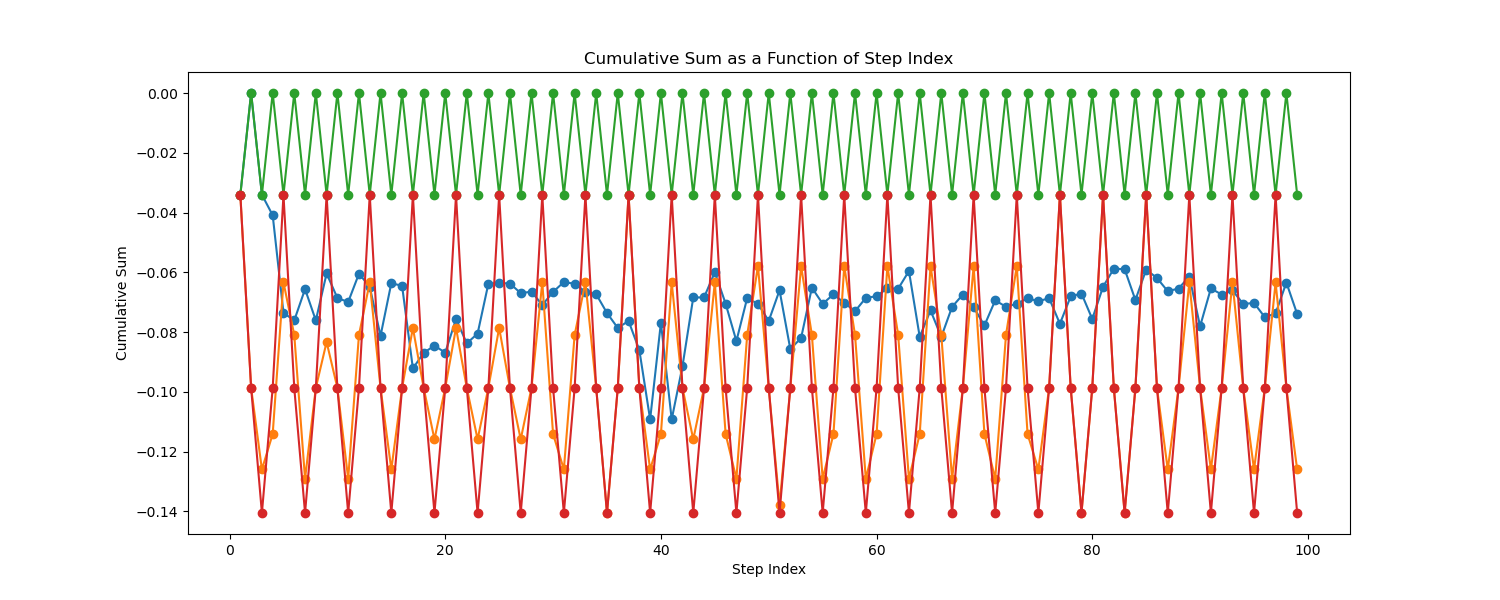 Cumulative Sum as a Function of Step Index
0.00
−0.02
−0.04
−0.06
−0.08
−0.10
−0.12
−0.14
Cumulative Sum
0 20 40 60 80 100
Step Index